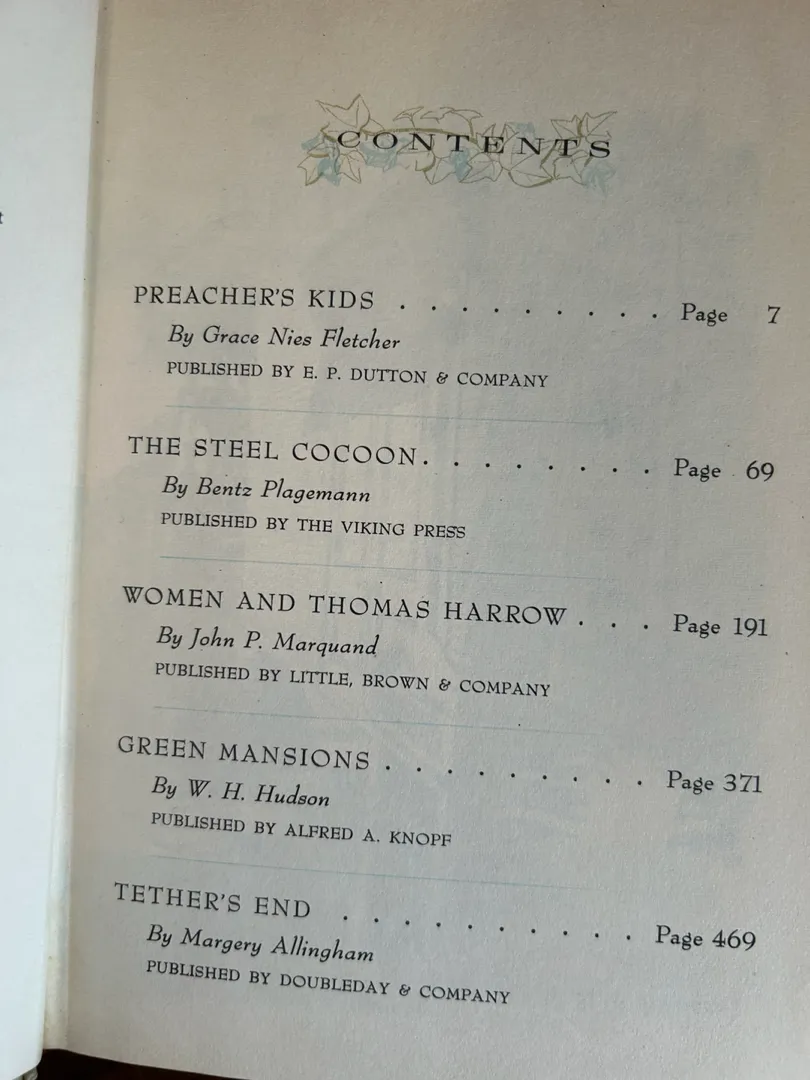 t
CONTENTS
PREACHER'S KIDS . . . . . . . . . Page 7
By Grace Nies Fletcher
PUBLISHED BY E. P. DUTTON & COMPANY
THE STEEL COCOON. . . . . . . . Page 69
By Bentz Plagemann
PUBLISHED BY THE VIKING PRESS
WOMEN AND THOMAS HARROW . . . Page 191
By John P. Marquand
PUBLISHED BY LITTLE, BROWN & COMPANY
GREEN MANSIONS . . . . . . . . . Page 371
By W. H. Hudson
PUBLISHED BY ALFRED A. KNOPF
TETHER'S END . . . . . . . . . . Page 469
By Margery Allingham
PUBLISHED BY DOUBLEDAY & COMPANY